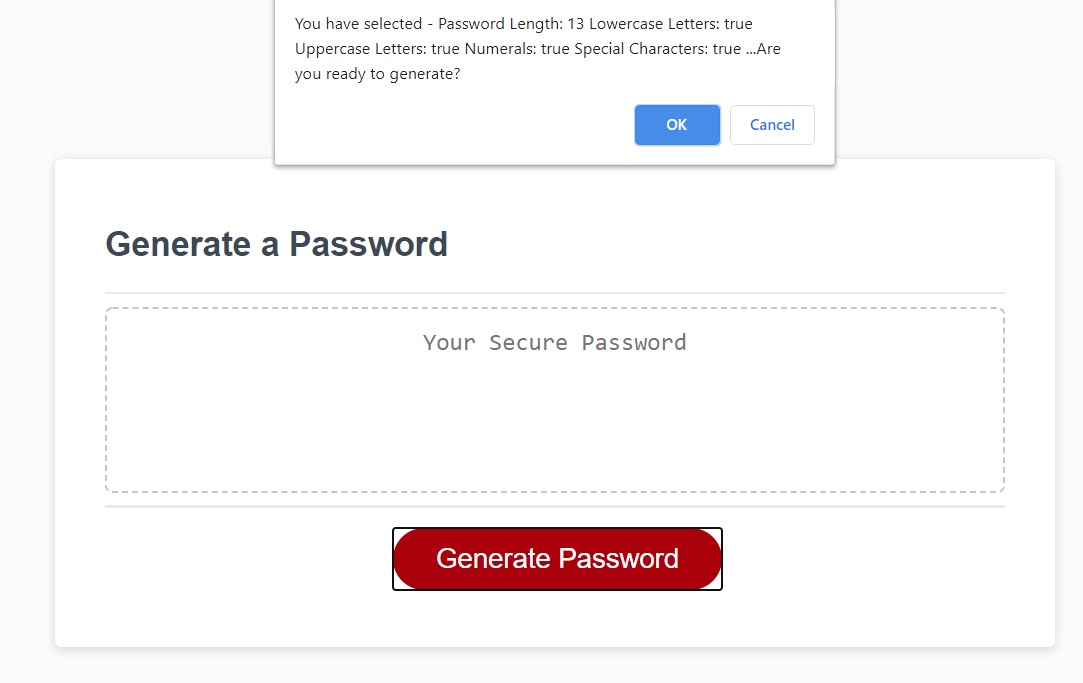 You have selected - Password Length: 13 Lowercase Letters: true
Uppercase Letters: true Numerals: true Special Characters: true ...Are
you ready to generate?
OK
Cancel
Generate a Password
Your Secure Password
Generate Password